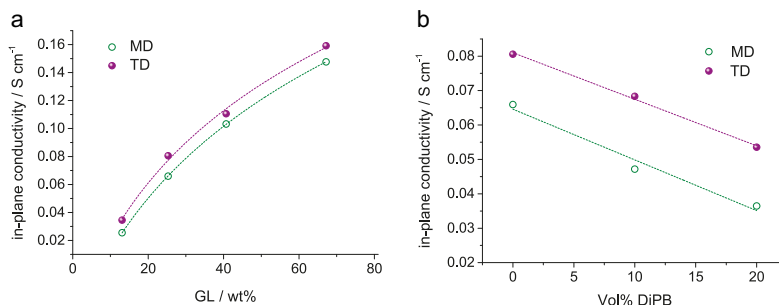 a
in-plane conductivity / S cm⁻¹
0.16
0.14
0.12
0.10
0.08
0.06
0.04
0.02
MD
TD
0 20 40 60 80
GL / wt%
b
in-plane conductivity / S cm⁻¹
0.09
0.08
0.07
0.06
0.05
0.04
0.03
0.02
MD
TD
0 5 10 15 20
Vol% DiPB